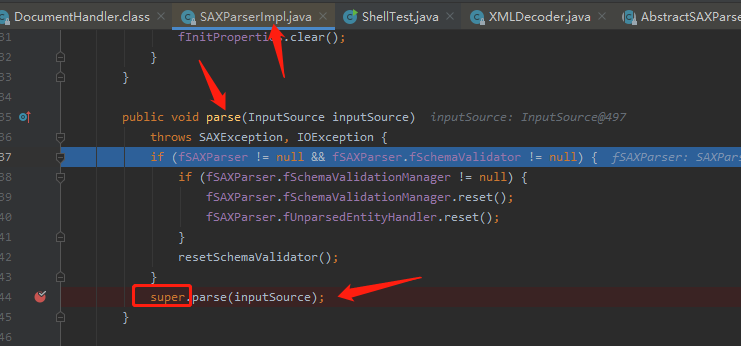 DocumentHandler.class SAXParserImpl.java ShellTest.java XMLDecoder.java AbstractSAXParse
31 fInitProperties.clear();
32 }
33 }
34
35 public void parse(InputSource inputSource) inputSource: InputSource@497
36 throws SAXException, IOException {
37 if (fSAXParser != null && fSAXParser.fSchemaValidator != null) { fSAXParser: SAXPars
38 if (fSAXParser.fSchemaValidationManager != null) {
39 fSAXParser.fSchemaValidationManager.reset();
40 fSAXParser.fUnparsedEntityHandler.reset();
41 }
42 resetSchemaValidator();
43 }
44 super.parse(inputSource);
45 }